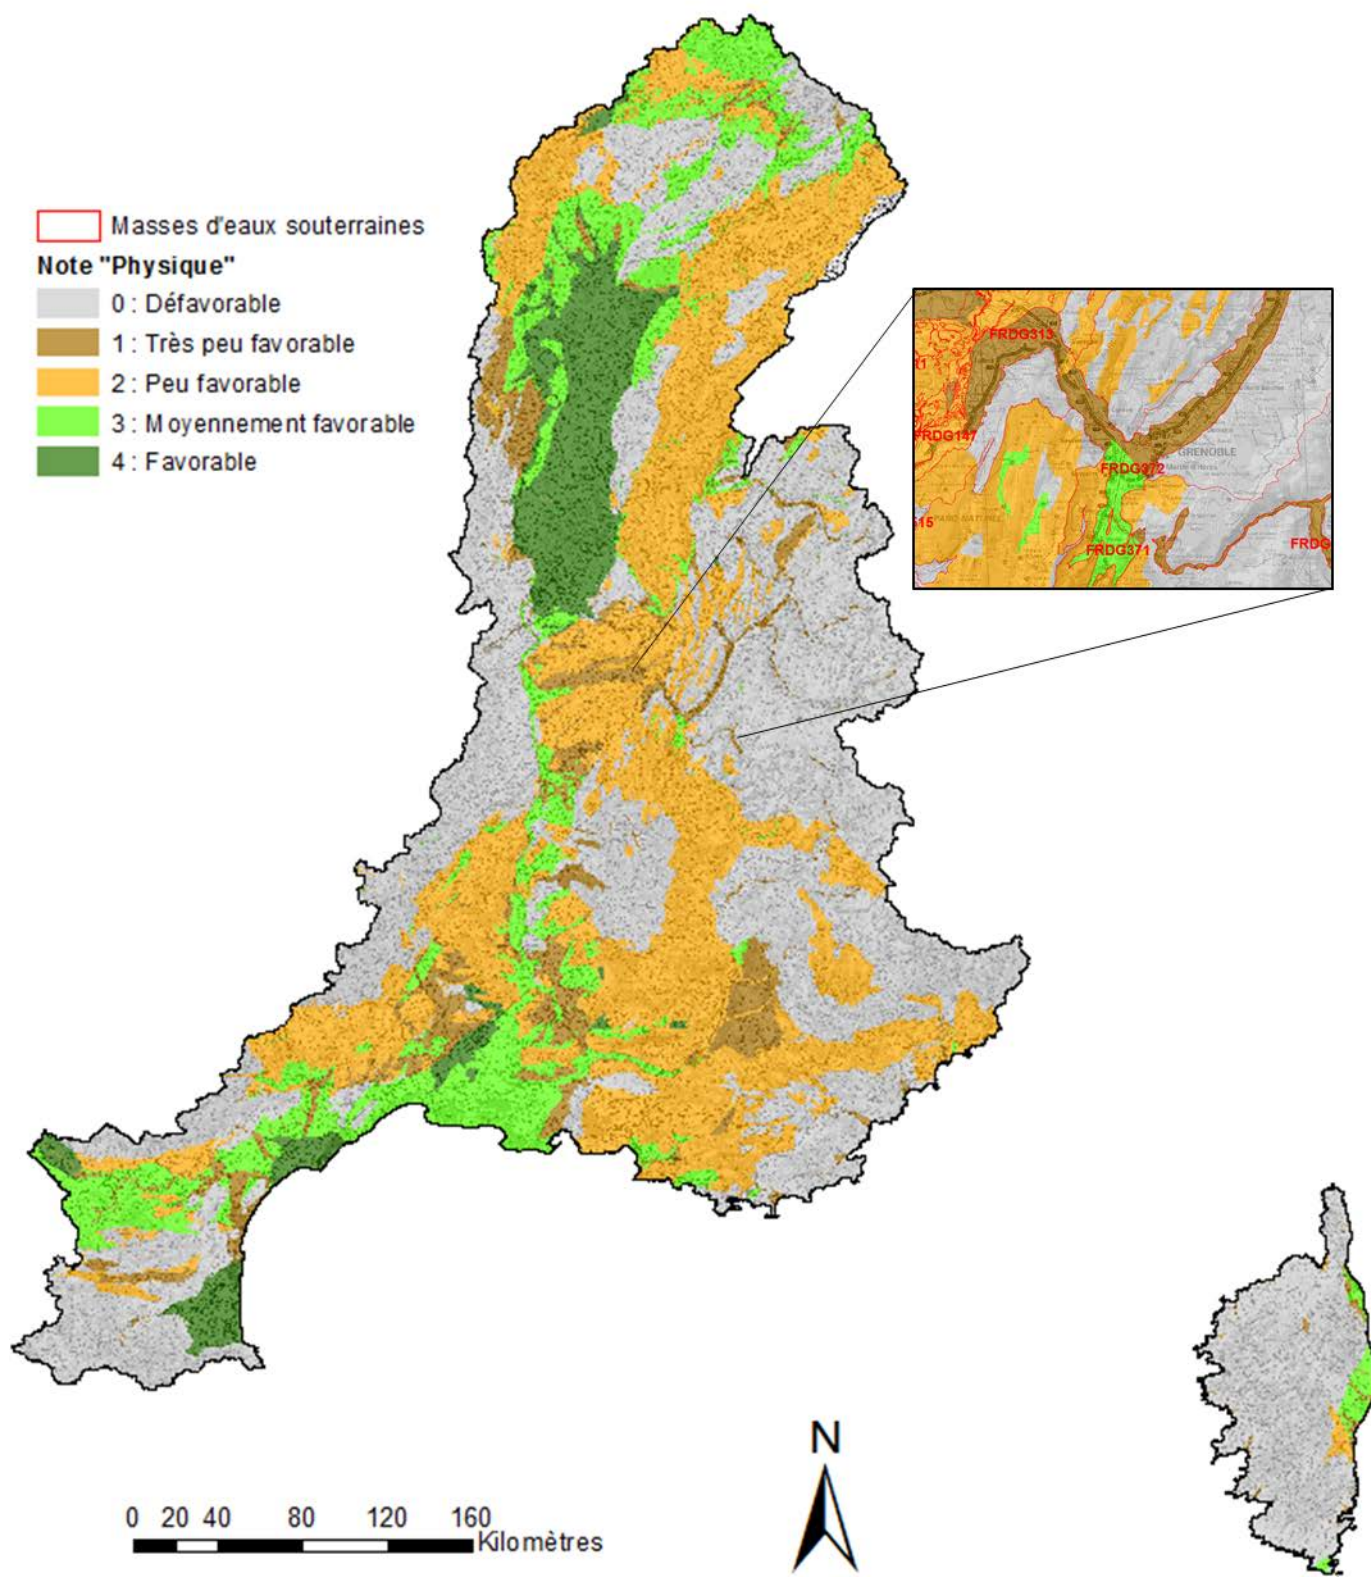 Masses d'eaux souterraines
Note "Physique"
0 : Défavorable
1 : Très peu favorable
2 : Peu favorable
3 : Moyennement favorable
4 : Favorable
FRDG313
FRDG147
GRENOBLE
FRDG372
FRDG371
FRDG
N
0 20 40 80 120 160
Kilomètres